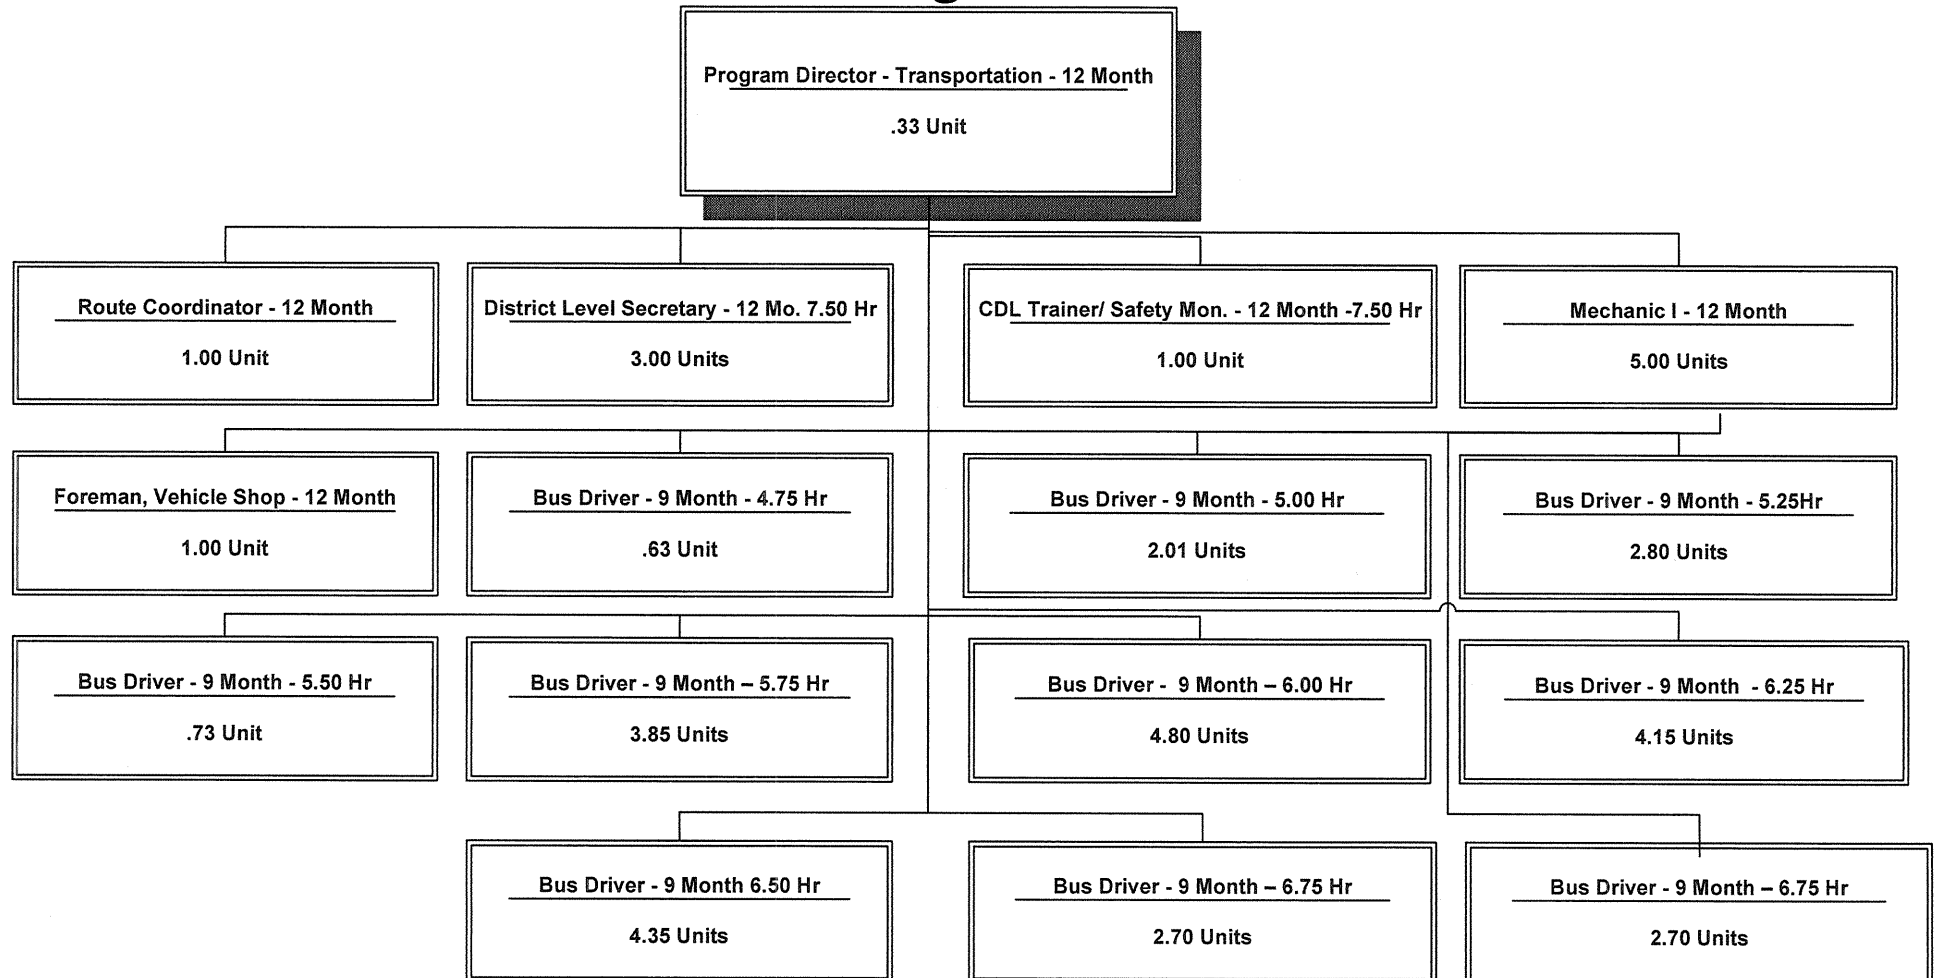 Program Director - Transportation - 12 Month
.33 Unit
Route Coordinator - 12 Month
1.00 Unit
District Level Secretary - 12 Mo. 7.50 Hr
3.00 Units
CDL Trainer/ Safety Mon. - 12 Month -7.50 Hr
1.00 Unit
Mechanic I - 12 Month
5.00 Units
Foreman, Vehicle Shop - 12 Month
1.00 Unit
Bus Driver - 9 Month - 4.75 Hr
.63 Unit
Bus Driver - 9 Month - 5.00 Hr
2.01 Units
Bus Driver - 9 Month - 5.25Hr
2.80 Units
Bus Driver - 9 Month - 5.50 Hr
.73 Unit
Bus Driver - 9 Month – 5.75 Hr
3.85 Units
Bus Driver -  9 Month – 6.00 Hr
4.80 Units
Bus Driver - 9 Month  - 6.25 Hr
4.15 Units
Bus Driver - 9 Month 6.50 Hr
4.35 Units
Bus Driver - 9 Month – 6.75 Hr
2.70 Units
Bus Driver - 9 Month – 6.75 Hr
2.70 Units